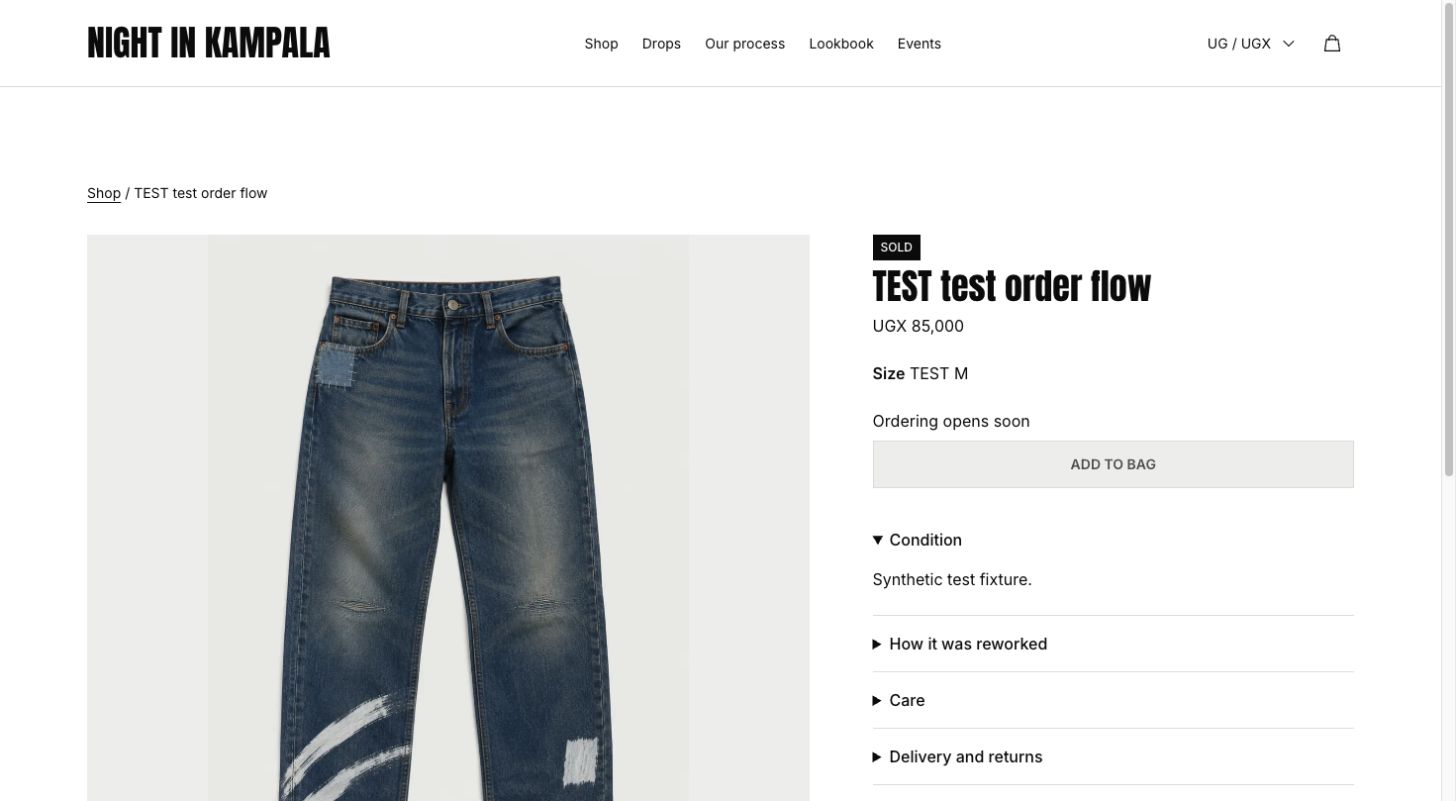 NIGHT IN KAMPALA
Shop Drops Our process Lookbook Events
UG / UGX
Shop / TEST test order flow
SOLD
TEST test order flow
UGX 85,000
Size TEST M
Ordering opens soon
ADD TO BAG
Condition
Synthetic test fixture.
How it was reworked
Care
Delivery and returns